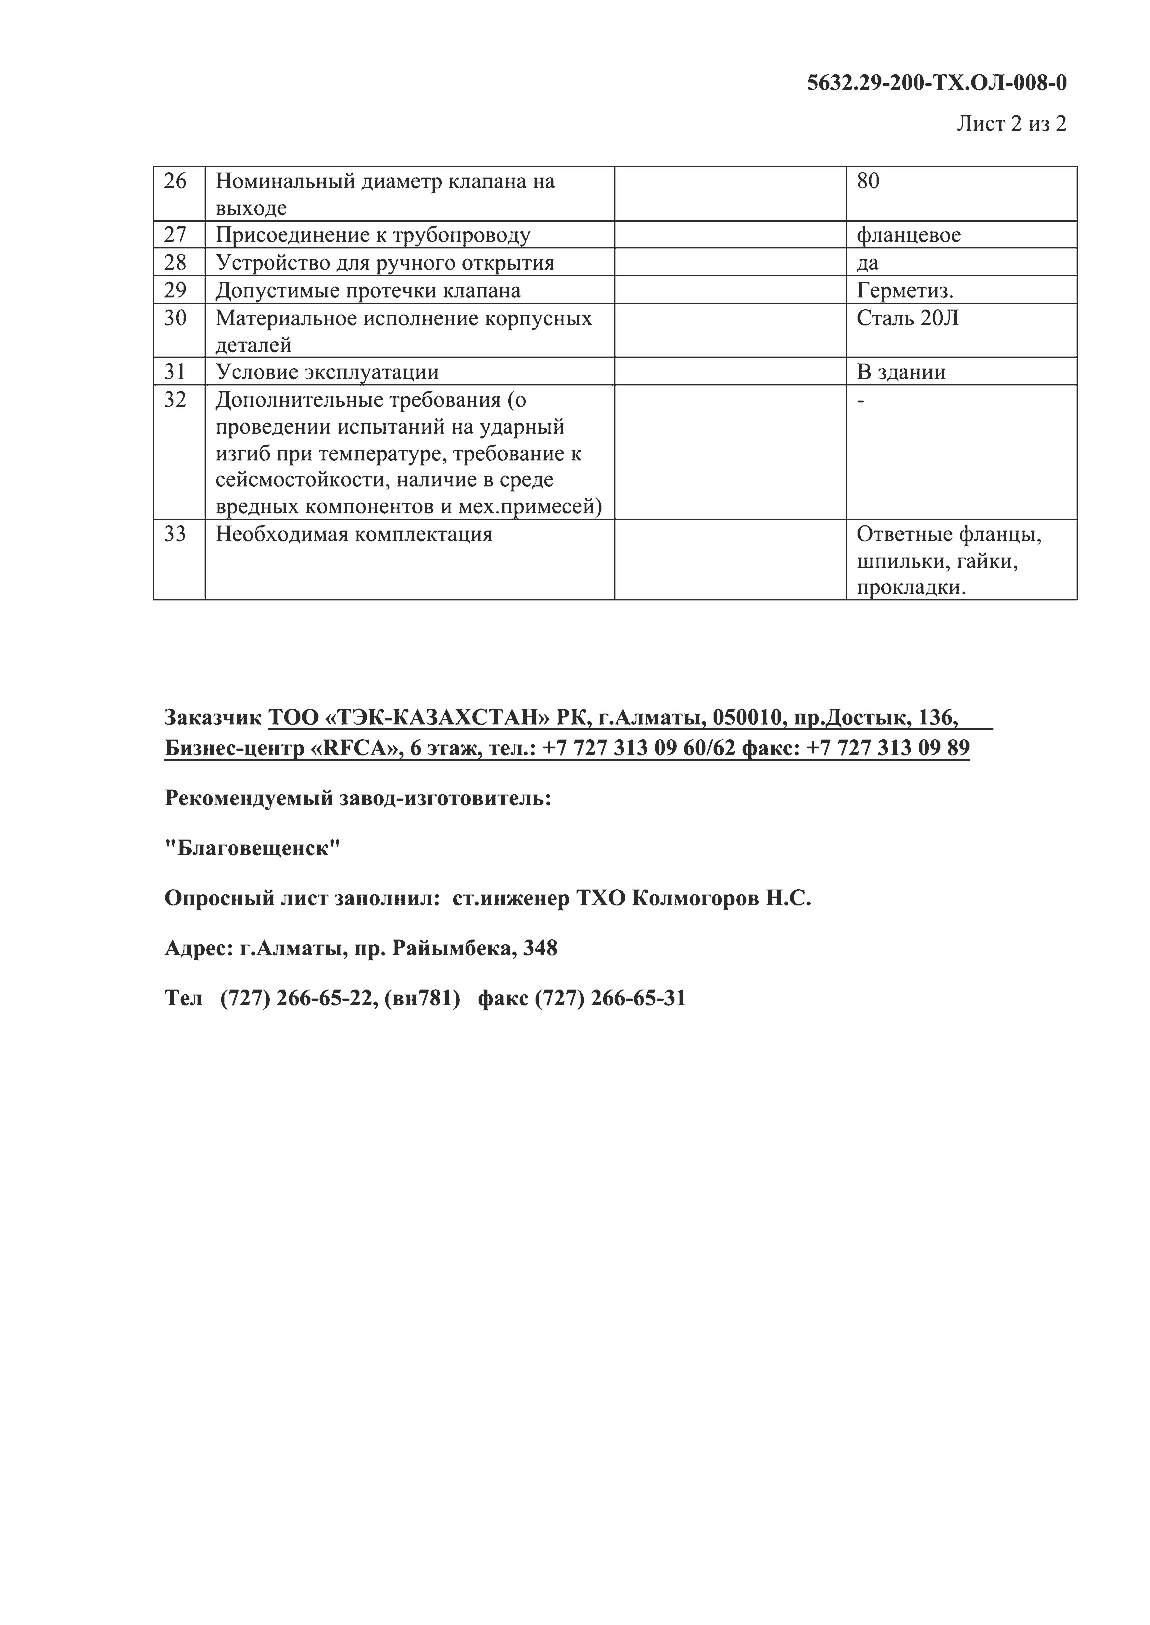 5632.29-200-ТХ.ОЛ-008-0
Лист 2 из 2
26 Номинальный диаметр клапана на 80
выходе
27 Присоединение к трубопроводу фланцевое
28 Устройство для ручного открытия да
29 Допустимые протечки клапана Герметиз.
30 Материальное исполнение корпусных Сталь 20Л
деталей
31 Условие эксплуатации В здании
32 Дополнительные требования (о -
проведении испытаний на ударный
изгиб при температуре, требование к
сейсмостойкости, наличие в среде
вредных компонентов и мех.примесей)
33 Необходимая комплектация Ответные фланцы,
шпильки, гайки,
прокладки.
Заказчик ТОО «ТЭК-КАЗАХСТАН» РК, г.Алматы, 050010, пр.Достык, 136,
Бизнес-центр «RFCA», 6 этаж, тел.: +7 727 313 09 60/62 факс: +7 727 313 09 89
Рекомендуемый завод-изготовитель:
"Благовещенск"
Опросный лист заполнил: ст.инженер ТХО Колмогоров Н.С.
Адрес: г.Алматы, пр. Райымбека, 348
Тел (727) 266-65-22, (вн781) факс (727) 266-65-31